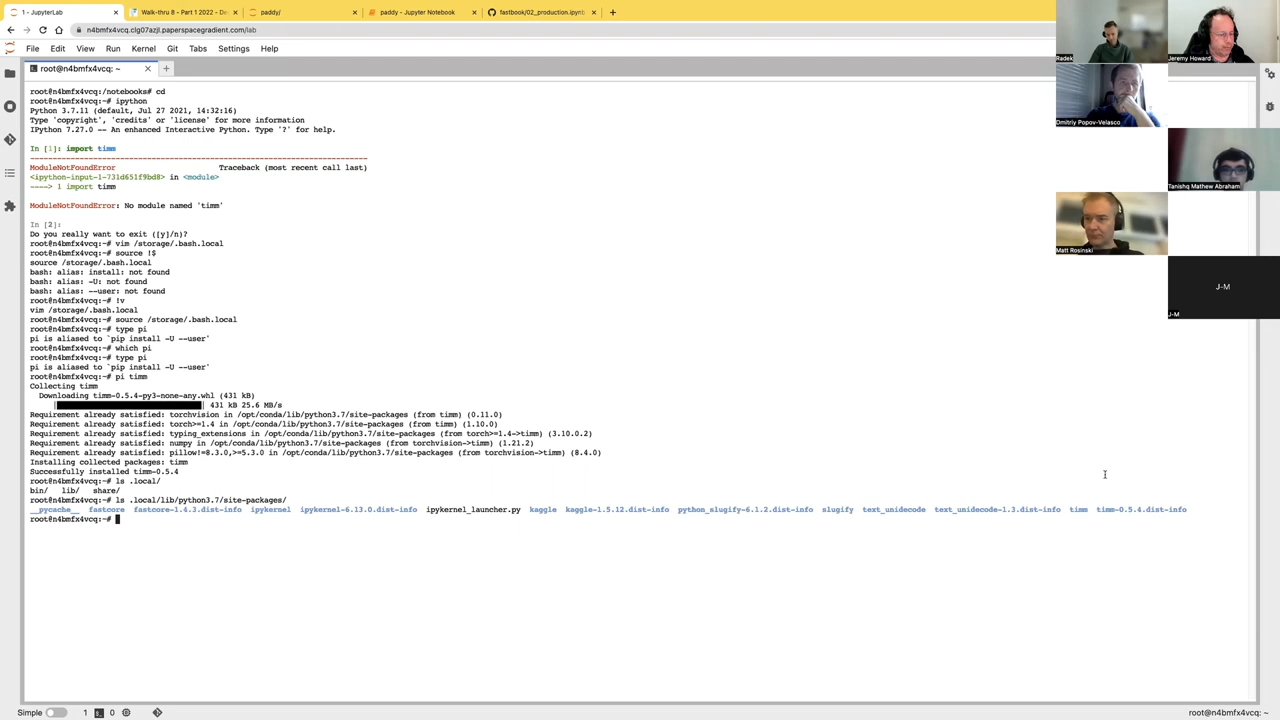 1 - JupyterLab
Walk-thru 8 - Part 1 2022 - De
paddy/
paddy - Jupyter Notebook
fastbook/02_production.ipynb
n4bmfx4vcq.clg07azjl.paperspacegradient.com/lab
File Edit View Run Kernel Git Tabs Settings Help
root@n4bmfx4vcq: ~
root@n4bmfx4vcq:/notebooks# cd
root@n4bmfx4vcq:~# ipython
Python 3.7.11 (default, Jul 27 2021, 14:32:16)
Type 'copyright', 'credits' or 'license' for more information
IPython 7.27.0 -- An enhanced Interactive Python. Type '?' for help.
In [1]: import timm
---------------------------------------------------------------------------
ModuleNotFoundError Traceback (most recent call last)
<ipython-input-1-731d651f9bd8> in <module>
----> 1 import timm
ModuleNotFoundError: No module named 'timm'
In [2]:
Do you really want to exit ([y]/n)?
root@n4bmfx4vcq:~# vim /storage/.bash.local
root@n4bmfx4vcq:~# source !$
source /storage/.bash.local
bash: alias: install: not found
bash: alias: -U: not found
bash: alias: --user: not found
root@n4bmfx4vcq:~# !v
vim /storage/.bash.local
root@n4bmfx4vcq:~# source /storage/.bash.local
root@n4bmfx4vcq:~# type pi
pi is aliased to `pip install -U --user'
root@n4bmfx4vcq:~# which pi
root@n4bmfx4vcq:~# type pi
pi is aliased to `pip install -U --user'
root@n4bmfx4vcq:~# pi timm
Collecting timm
Downloading timm-0.5.4-py3-none-any.whl (431 kB)
| | 431 kB 25.6 MB/s
Requirement already satisfied: torchvision in /opt/conda/lib/python3.7/site-packages (from timm) (0.11.0)
Requirement already satisfied: torch>=1.4 in /opt/conda/lib/python3.7/site-packages (from timm) (1.10.0)
Requirement already satisfied: typing_extensions in /opt/conda/lib/python3.7/site-packages (from torch>=1.4->timm) (3.10.0.2)
Requirement already satisfied: numpy in /opt/conda/lib/python3.7/site-packages (from torchvision->timm) (1.21.2)
Requirement already satisfied: pillow!=8.3.0,>=5.3.0 in /opt/conda/lib/python3.7/site-packages (from torchvision->timm) (8.4.0)
Installing collected packages: timm
Successfully installed timm-0.5.4
root@n4bmfx4vcq:~# ls .local/
bin/ lib/ share/
root@n4bmfx4vcq:~# ls .local/lib/python3.7/site-packages/
__pycache__ fastcore fastcore-1.4.3.dist-info ipykernel ipykernel-6.13.0.dist-info ipykernel_launcher.py kaggle kaggle-1.5.12.dist-info python_slugify-6.1.2.dist-info slugify text_unidecode text_unidecode-1.3.dist-info timm timm-0.5.4.dist-info
root@n4bmfx4vcq:~#
Radek
Jeremy Howard
Dmitriy Popov-Velasco
Tanishq Mathew Abraham
Matt Rosinski
J-M
J-M
Simple 1 0 root@n4bmfx4vcq: ~